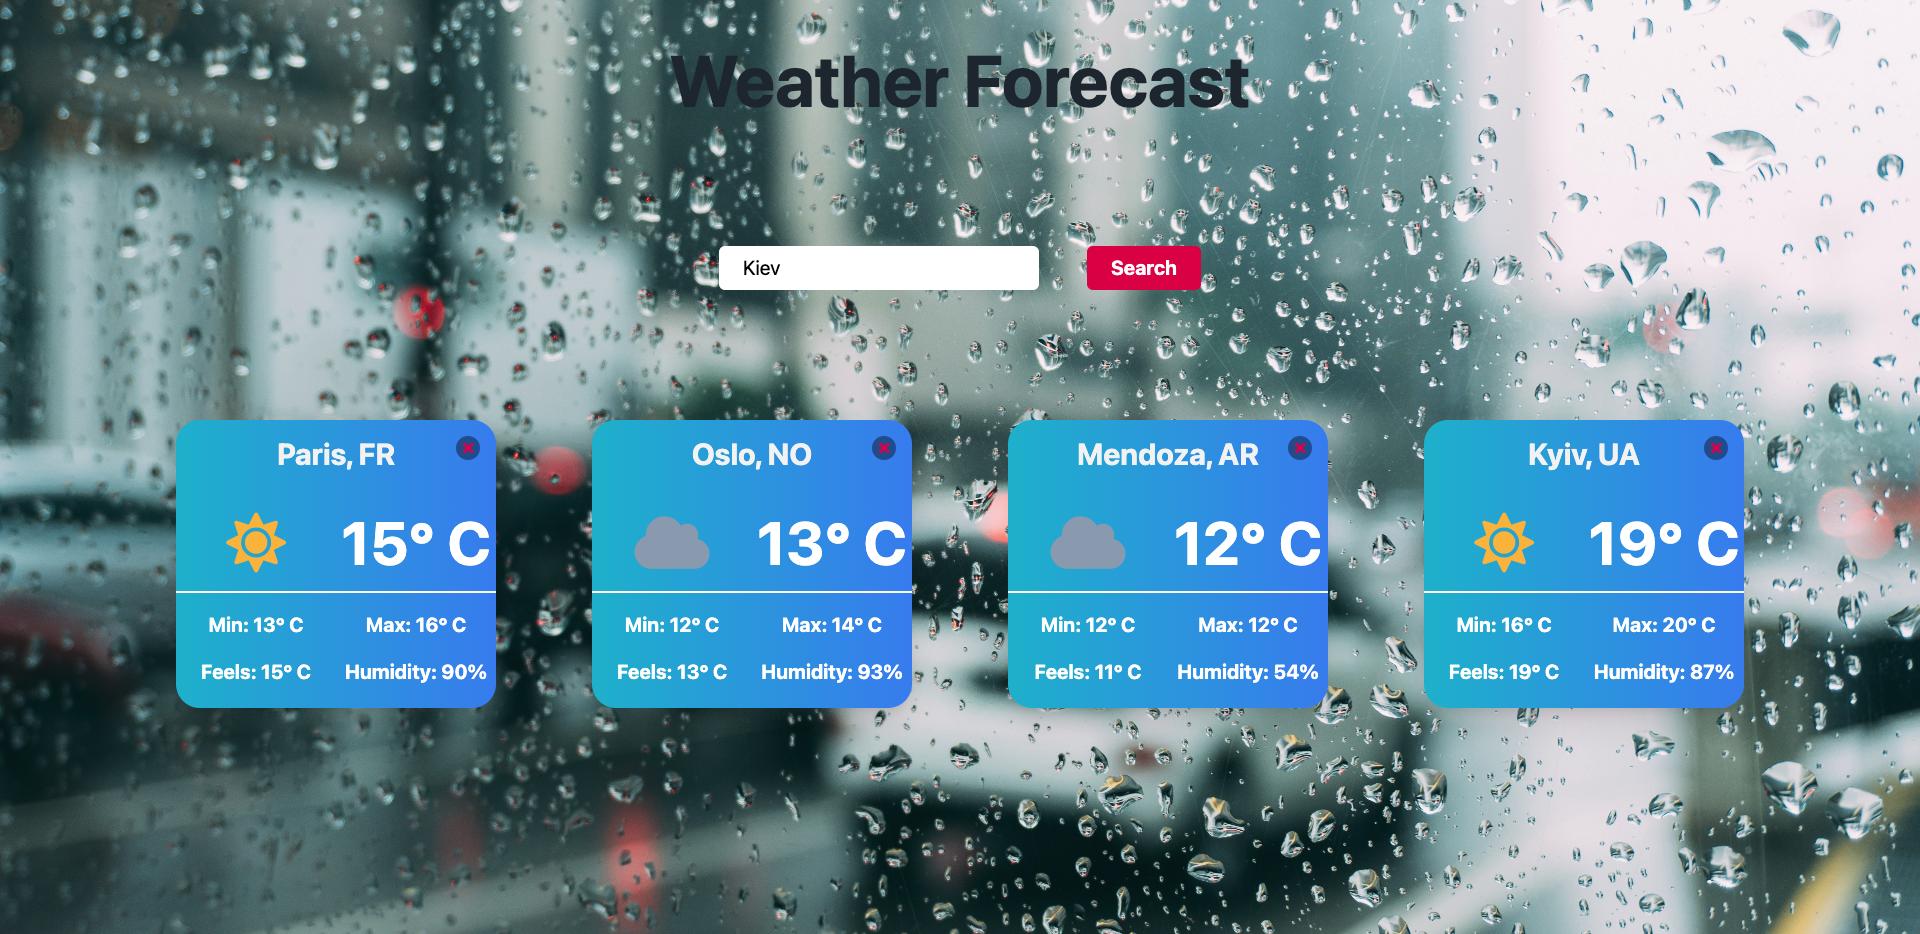 Weather Forecast
Kiev
Search
Paris, FR
15° C
Min: 13° C
Max: 16° C
Feels: 15° C
Humidity: 90%
Oslo, NO
13° C
Min: 12° C
Max: 14° C
Feels: 13° C
Humidity: 93%
Mendoza, AR
12° C
Min: 12° C
Max: 12° C
Feels: 11° C
Humidity: 54%
Kyiv, UA
19° C
Min: 16° C
Max: 20° C
Feels: 19° C
Humidity: 87%